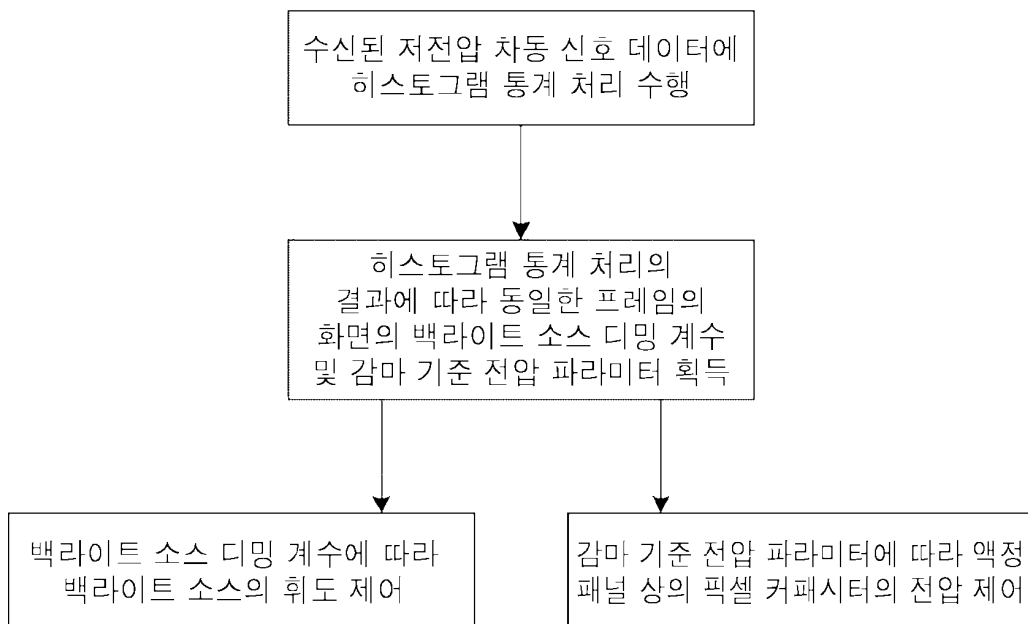 수신된 저전압 차동 신호 데이터에
히스토그램 통계 처리 수행
히스토그램 통계 처리의
결과에 따라 동일한 프레임의
화면의 백라이트 소스 디밍 계수
및 감마 기준 전압 파라미터 획득
백라이트 소스 디밍 계수에 따라
백라이트 소스의 휘도 제어
감마 기준 전압 파라미터에 따라 액정
패널 상의 픽셀 커패시터의 전압 제어